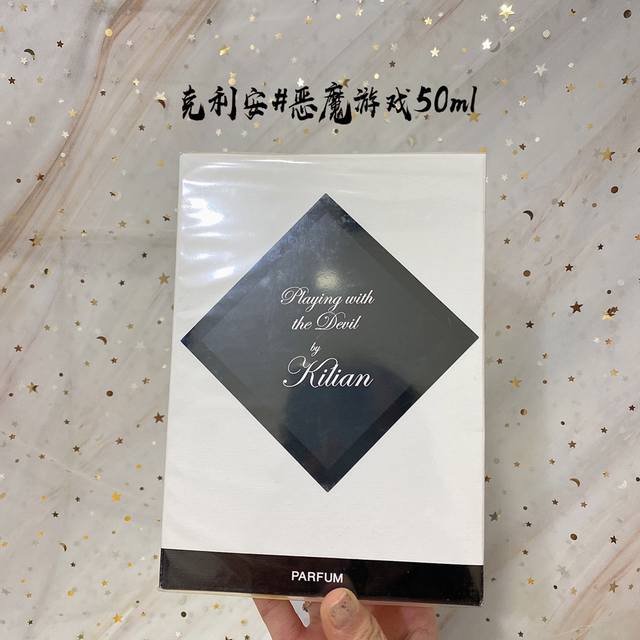 克利安#恶魔游戏50ml
Playing with
the Devil
by
Kilian
PARFUM